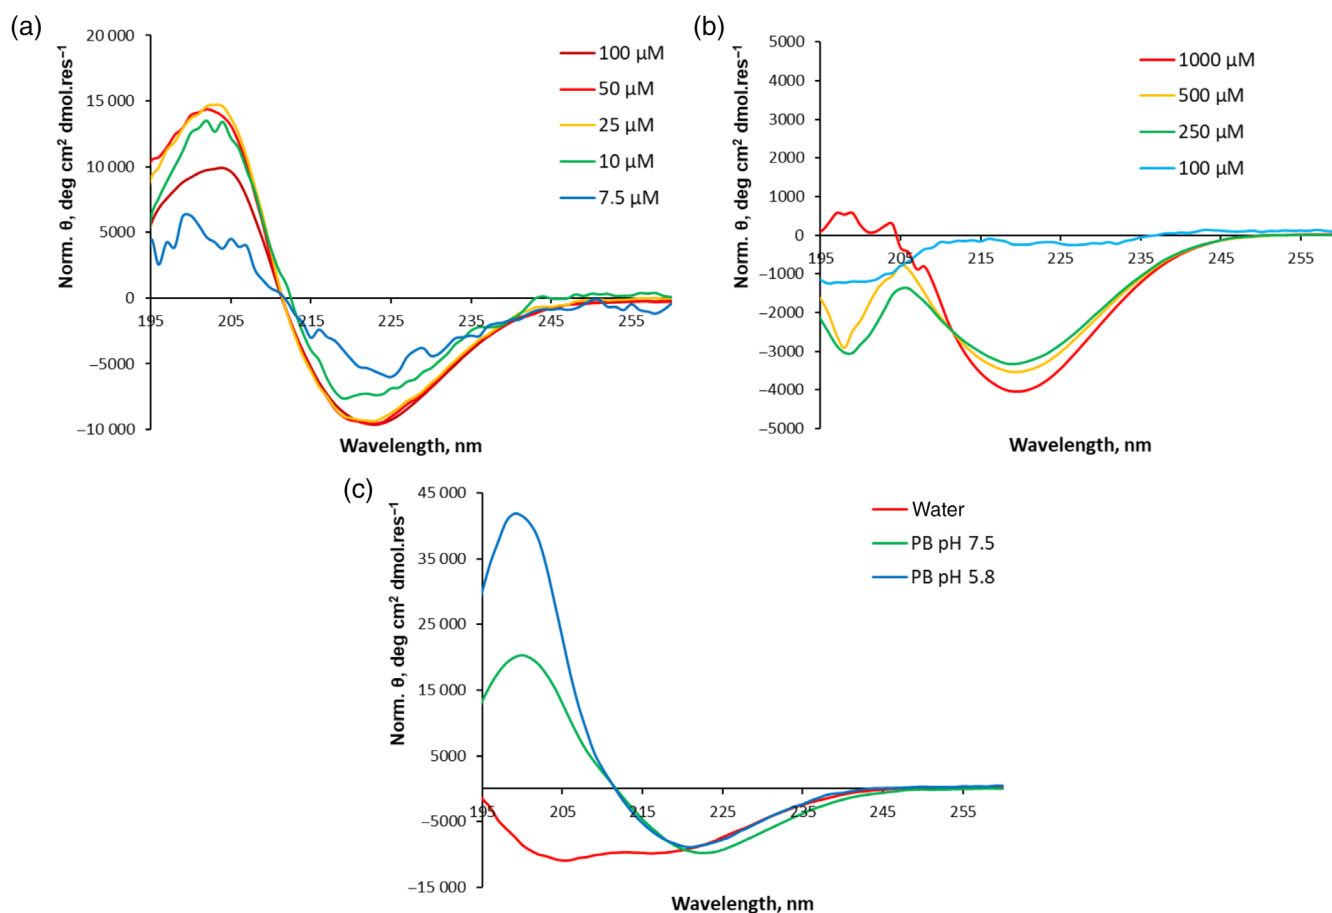 (a)
20 000
15 000
10 000
5000
0
−5000
−10 000
195
205
215
225
235
245
255
Norm. θ, deg cm² dmol.res⁻¹
Wavelength, nm
100 µM
50 µM
25 µM
10 µM
7.5 µM
(b)
5000
4000
3000
2000
1000
0
−1000
−2000
−3000
−4000
−5000
195
205
215
225
235
245
255
Norm. θ, deg cm² dmol.res⁻¹
Wavelength, nm
1000 µM
500 µM
250 µM
100 µM
(c)
45 000
35 000
25 000
15 000
5000
−5000
−15 000
195
205
215
225
235
245
255
Norm. θ, deg cm² dmol.res⁻¹
Wavelength, nm
Water
PB pH 7.5
PB pH 5.8